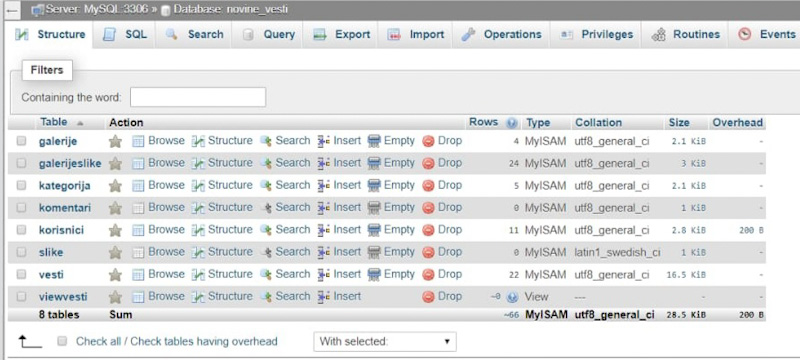 Server: MySQL:3306 » Database: novine_vesti
Structure SQL Search Query Export Import Operations Privileges Routines Events
Filters
Containing the word:
Table Action Rows Type Collation Size Overhead
galerije Browse Structure Search Insert Empty Drop 4 MyISAM utf8_general_ci 2.1 KiB -
galerijeslike Browse Structure Search Insert Empty Drop 24 MyISAM utf8_general_ci 3 KiB -
kategorija Browse Structure Search Insert Empty Drop 5 MyISAM utf8_general_ci 2.1 KiB -
komentari Browse Structure Search Insert Empty Drop 0 MyISAM utf8_general_ci 1 KiB -
korisnici Browse Structure Search Insert Empty Drop 11 MyISAM utf8_general_ci 2.8 KiB 200 B
slike Browse Structure Search Insert Empty Drop 0 MyISAM latin1_swedish_ci 1 KiB -
vesti Browse Structure Search Insert Empty Drop 22 MyISAM utf8_general_ci 16.5 KiB -
viewvesti Browse Structure Search Insert Drop ~0 View --- - -
8 tables Sum ~66 MyISAM utf8_general_ci 28.5 KiB 200 B
Check all / Check tables having overhead With selected: